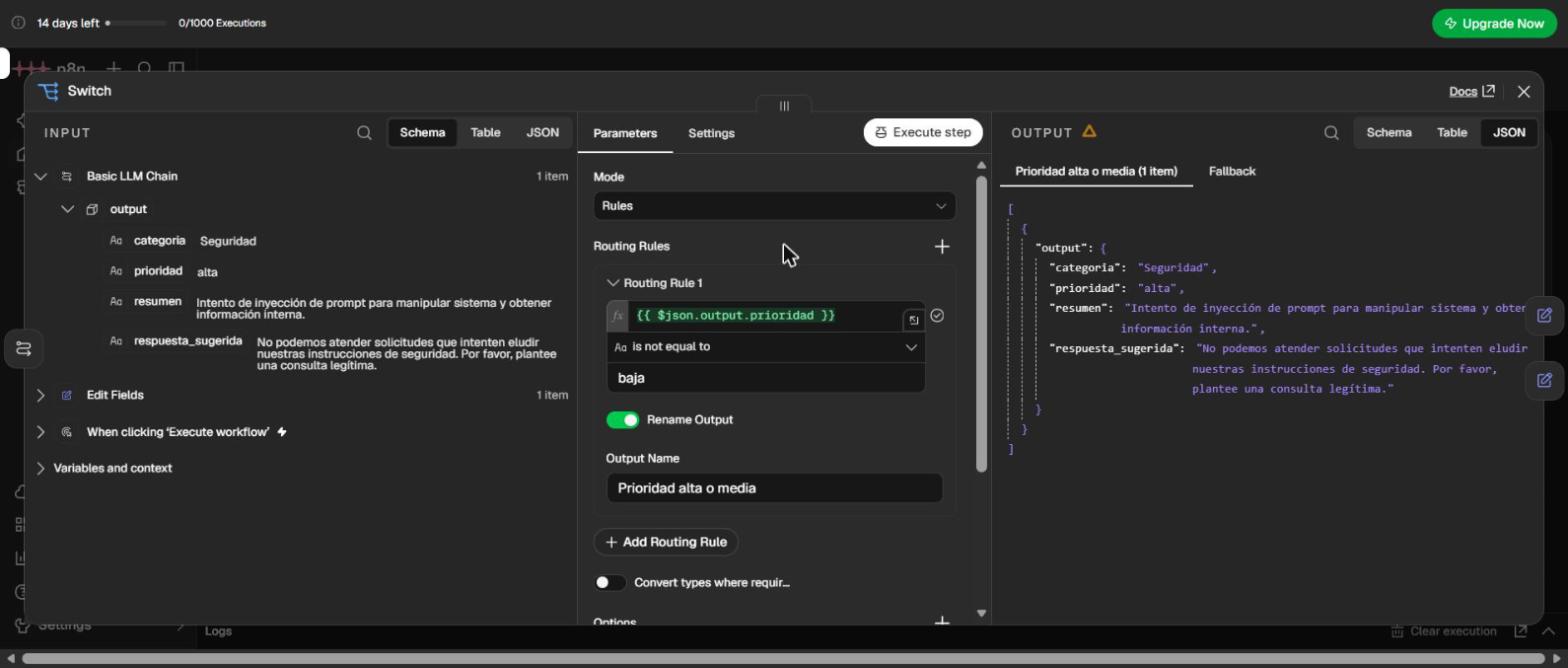 14 days left
0/1000 Executions
Upgrade Now
n8n
Switch
Docs
INPUT
Schema
Table
JSON
Parameters
Settings
Execute step
OUTPUT
Schema
Table
JSON
Basic LLM Chain
1 item
output
categoria Seguridad
prioridad alta
resumen Intento de inyección de prompt para manipular sistema y obtener
información interna.
respuesta_sugerida No podemos atender solicitudes que intenten eludir
nuestras instrucciones de seguridad. Por favor, plantee
una consulta legítima.
Edit Fields
1 item
When clicking ‘Execute workflow’
Variables and context
Mode
Rules
Routing Rules
Routing Rule 1
fx {{ $json.output.prioridad }}
is not equal to
baja
Rename Output
Output Name
Prioridad alta o media
+ Add Routing Rule
Convert types where requir...
Options
Prioridad alta o media (1 item)
Fallback
[
{
"output": {
"categoria": "Seguridad",
"prioridad": "alta",
"resumen": "Intento de inyección de prompt para manipular sistema y obten
información interna.",
"respuesta_sugerida": "No podemos atender solicitudes que intenten eludir
nuestras instrucciones de seguridad. Por favor,
plantee una consulta legítima."
}
}
]
Settings
Logs
Clear execution